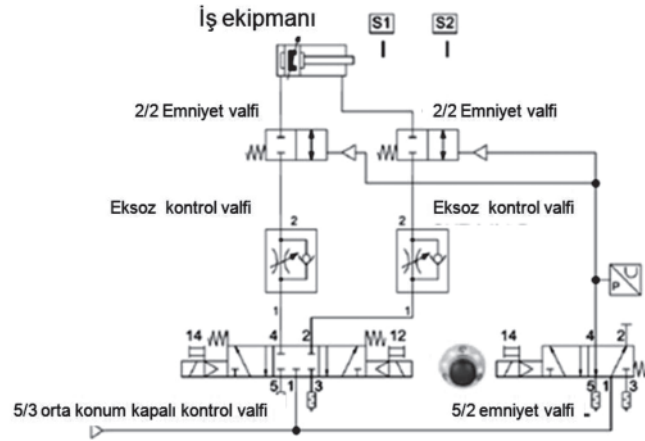 İş ekipmanı
S1 S2
2/2 Emniyet valfi 2/2 Emniyet valfi
Eksoz kontrol valfi Eksoz kontrol valfi
2 2
P
1 1
14 4 2 12 14 4 2
5 1 3 5 1 3
5/3 orta konum kapalı kontrol valfi 5/2 emniyet valfi